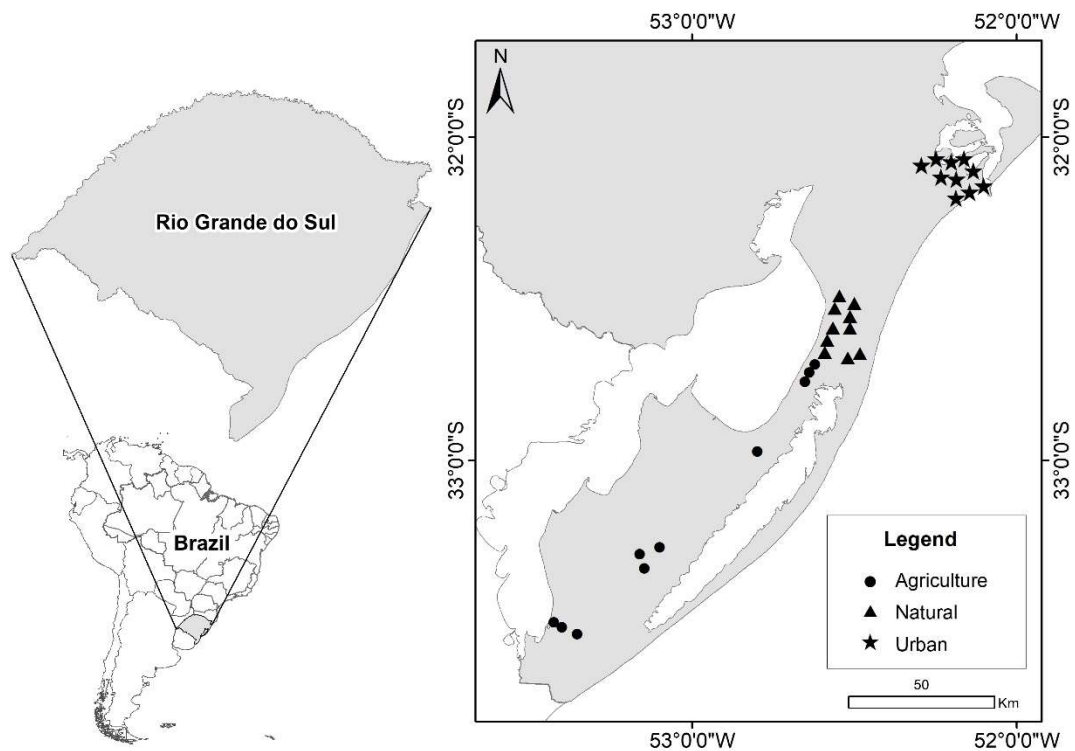 53°0'0"W
52°0'0"W
N
32°0'0"S
32°0'0"S
Rio Grande do Sul
Brazil
33°0'0"S
33°0'0"S
Legend
Agriculture
Natural
Urban
50
Km
53°0'0"W
52°0'0"W